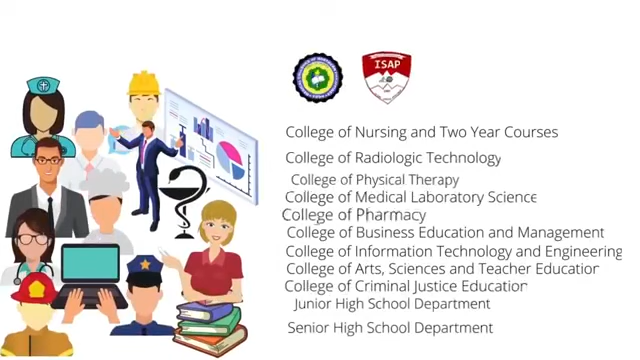 ISAP
College of Nursing and Two Year Courses
College of Radiologic Technology
College of Physical Therapy
College of Medical Laboratory Science
College of Pharmacy
College of Business Education and Management
College of Information Technology and Engineering
College of Arts, Sciences and Teacher Education
College of Criminal Justice Education
Junior High School Department
Senior High School Department